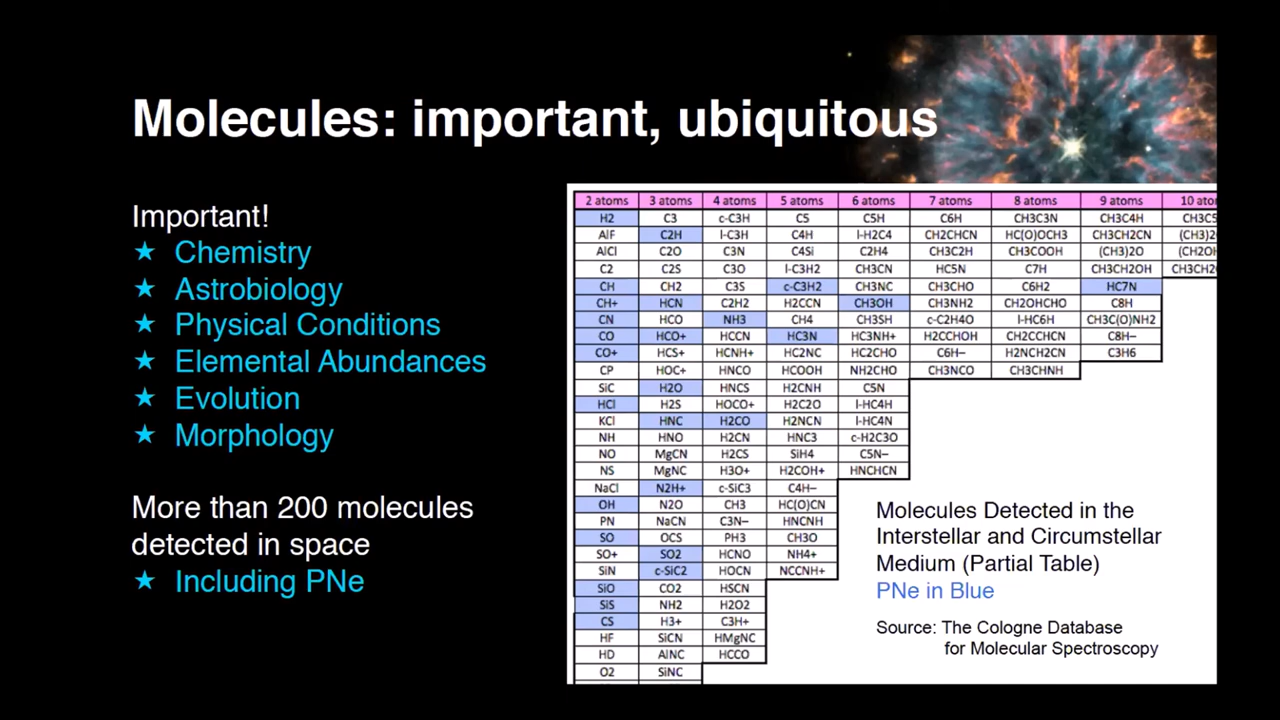 Molecules: important, ubiquitous
Important!
★ Chemistry
★ Astrobiology
★ Physical Conditions
★ Elemental Abundances
★ Evolution
★ Morphology
More than 200 molecules
detected in space
★ Including PNe
2 atoms 3 atoms 4 atoms 5 atoms 6 atoms 7 atoms 8 atoms 9 atoms 10
H2 C3 c-C3H C5 C5H C6H CH3C3N CH3C4H
AlF C2H l-C3H C4H l-H2C4 CH2CHCN HC(O)OCH3 CH3CH2CN
AlCl C2O C3N C4Si C2H4 CH3C2H CH3COOH (CH3)2O
C2 C2S C3O l-C3H2 CH3CN HC5N C7H CH3CH2OH
CH CH2 C3S c-C3H2 CH3NC CH3CHO C6H2 HC7N
CH+ HCN C2H2 H2CCN CH3OH CH3NH2 CH2OHCHO C8H
CN HCO NH3 CH4 CH3SH c-C2H4O l-HC6H CH3C(O)NH2
CO HCO+ HCCN HC3N HC3NH+ H2CCHOH CH2CCHCN C8H–
CO+ HCS+ HCNH+ HC2NC HC2CHO C6H– H2NCH2CN C3H6
CP HOC+ HNCO HCOOH NH2CHO CH3NCO CH3CHNH
SiC H2O HNCS H2CNH C5N
HCl H2S HOCO+ H2C2O l-HC4H
KCl HNC H2CO H2NCN l-HC4N
NH HNO H2CN HNC3 c-H2C3O
NO MgCN H2CS SiH4 C5N–
NS MgNC H3O+ H2COH+ HNCHCN
NaCl N2H+ c-SiC3 C4H–
OH N2O CH3 HC(O)CN
PN NaCN C3N– HNCNH
SO OCS PH3 CH3O
SO+ SO2 HCNO NH4+
SiN c-SiC2 HOCN NCCNH+
SiO CO2 HSCN
SiS NH2 H2O2
CS H3+ C3H+
HF SiCN HMgNC
HD AlNC HCCO
O2 SiNC
Molecules Detected in the
Interstellar and Circumstellar
Medium (Partial Table)
PNe in Blue
Source: The Cologne Database
for Molecular Spectroscopy